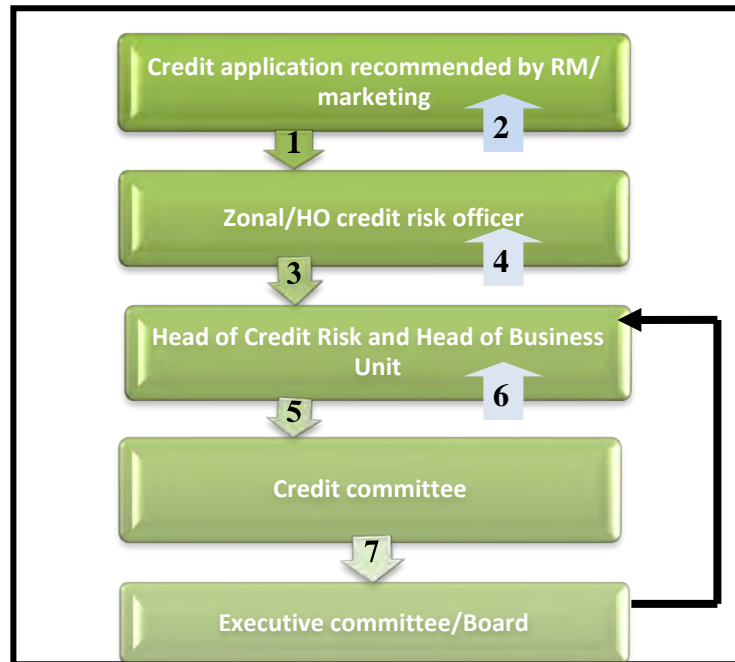 Credit application recommended by RM/
marketing
2
1
Zonal/HO credit risk officer
4
3
Head of Credit Risk and Head of Business
Unit
6
5
Credit committee
7
Executive committee/Board